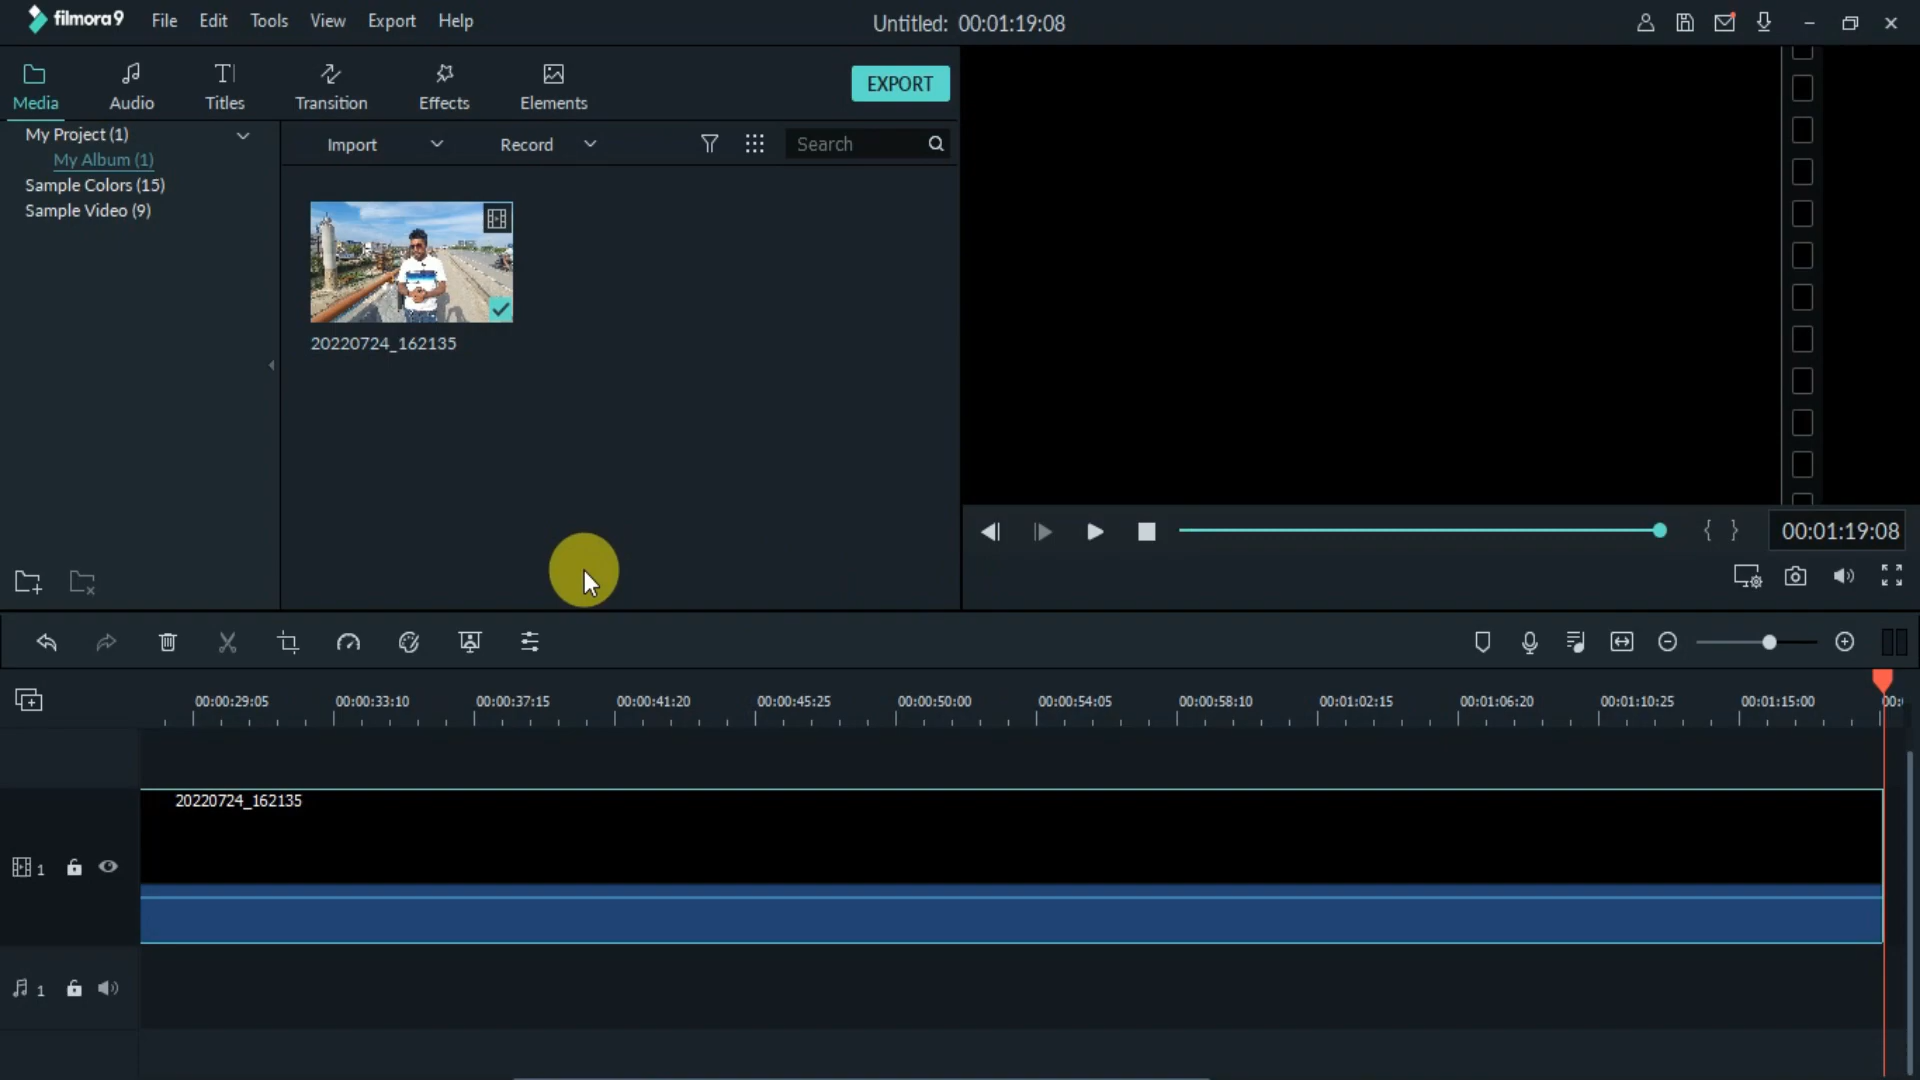 filmora9 File Edit Tools View Export Help Untitled: 00:01:19:08
Media Audio Titles Transition Effects Elements EXPORT
My Project (1)
My Album (1)
Sample Colors (15)
Sample Video (9)
Import Record Search
20220724_162135
{ } 00:01:19:08
00:00:29:05 00:00:33:10 00:00:37:15 00:00:41:20 00:00:45:25 00:00:50:00 00:00:54:05 00:00:58:10 00:01:02:15 00:01:06:20 00:01:10:25 00:01:15:00
20220724_162135
1
1